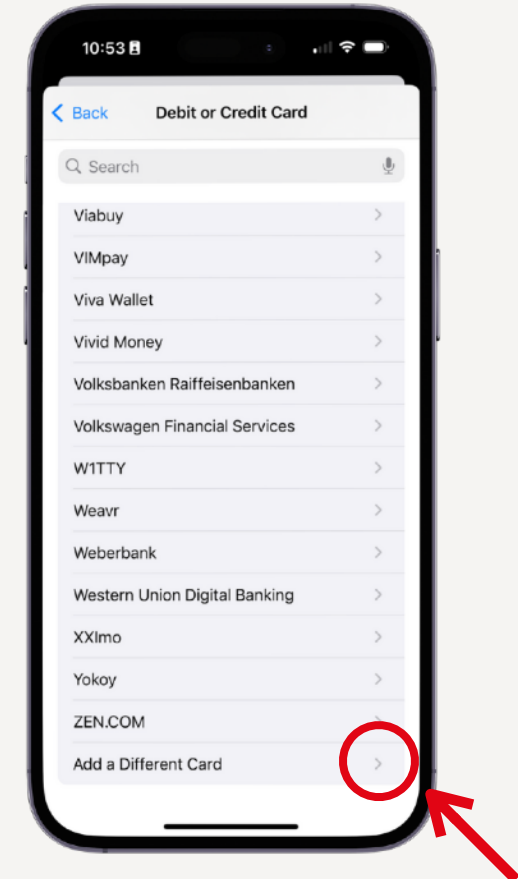 10:53
Back
Debit or Credit Card
Search
Viabuy
VIMpay
Viva Wallet
Vivid Money
Volksbanken Raiffeisenbanken
Volkswagen Financial Services
W1TTY
Weavr
Weberbank
Western Union Digital Banking
XXImo
Yokoy
ZEN.COM
Add a Different Card